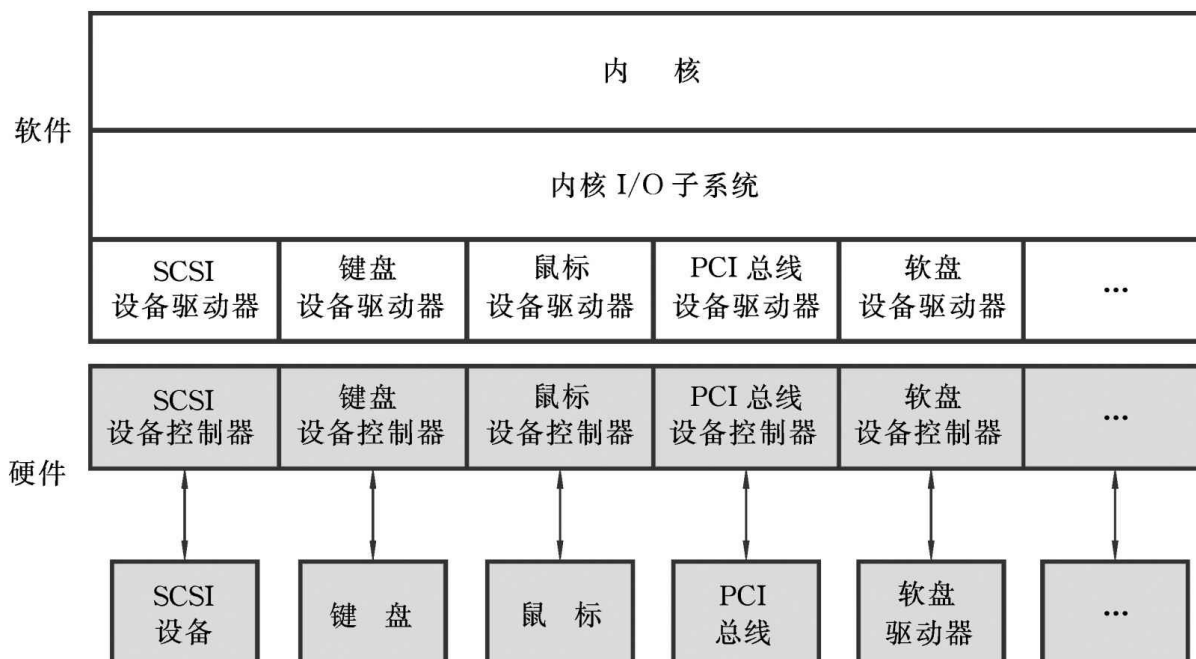 内 核
软件
内核 I/O 子系统
SCSI
设备驱动器
键盘
设备驱动器
鼠标
设备驱动器
PCI 总线
设备驱动器
软盘
设备驱动器
...
SCSI
设备控制器
键盘
设备控制器
鼠标
设备控制器
PCI 总线
设备控制器
软盘
设备控制器
...
硬件
SCSI
设备
键 盘
鼠 标
PCI
总线
软盘
驱动器
...